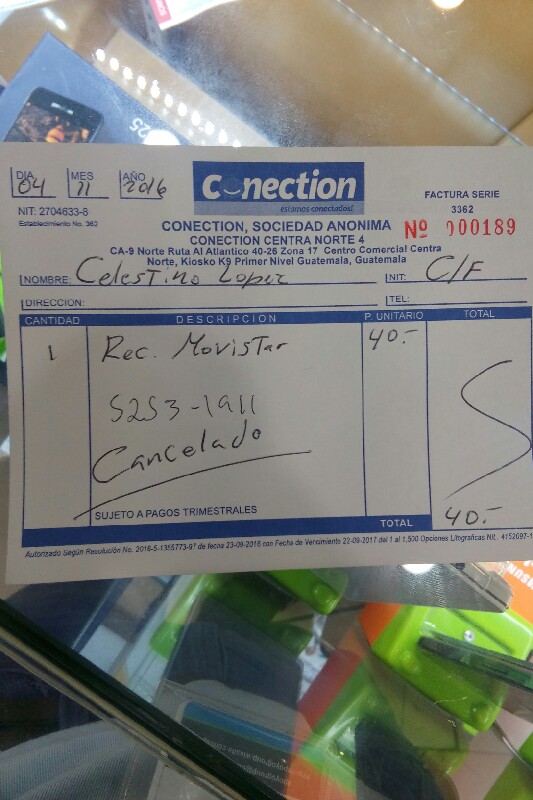 DIA 04 MES 11 AÑO 2016
Conection
estamos conectados!
NIT: 2704633-8
Establecimiento No. 362
FACTURA SERIE
3362
Nº 000189
CONECTION, SOCIEDAD ANONIMA
CONECTION CENTRA NORTE 4
CA-9 Norte Ruta Al Atlantico 40-26 Zona 17 Centro Comercial Centra
Norte, Kiosko K9 Primer Nivel Guatemala, Guatemala
NOMBRE: Celestino Lopez NIT: C/F
DIRECCION: TEL:
CANTIDAD DESCRIPCION P. UNITARIO TOTAL
1 Rec. Movistar 40.-
5253-1911
Cancelado
SUJETO A PAGOS TRIMESTRALES
TOTAL 40.-
Autorizado Según Resolución No. 2016-5-1355773-97 de fecha 23-09-2016 con Fecha de Vencimiento 22-09-2017 del 1 al 1,500 Opciones Litograficas Nit. 4152697-1